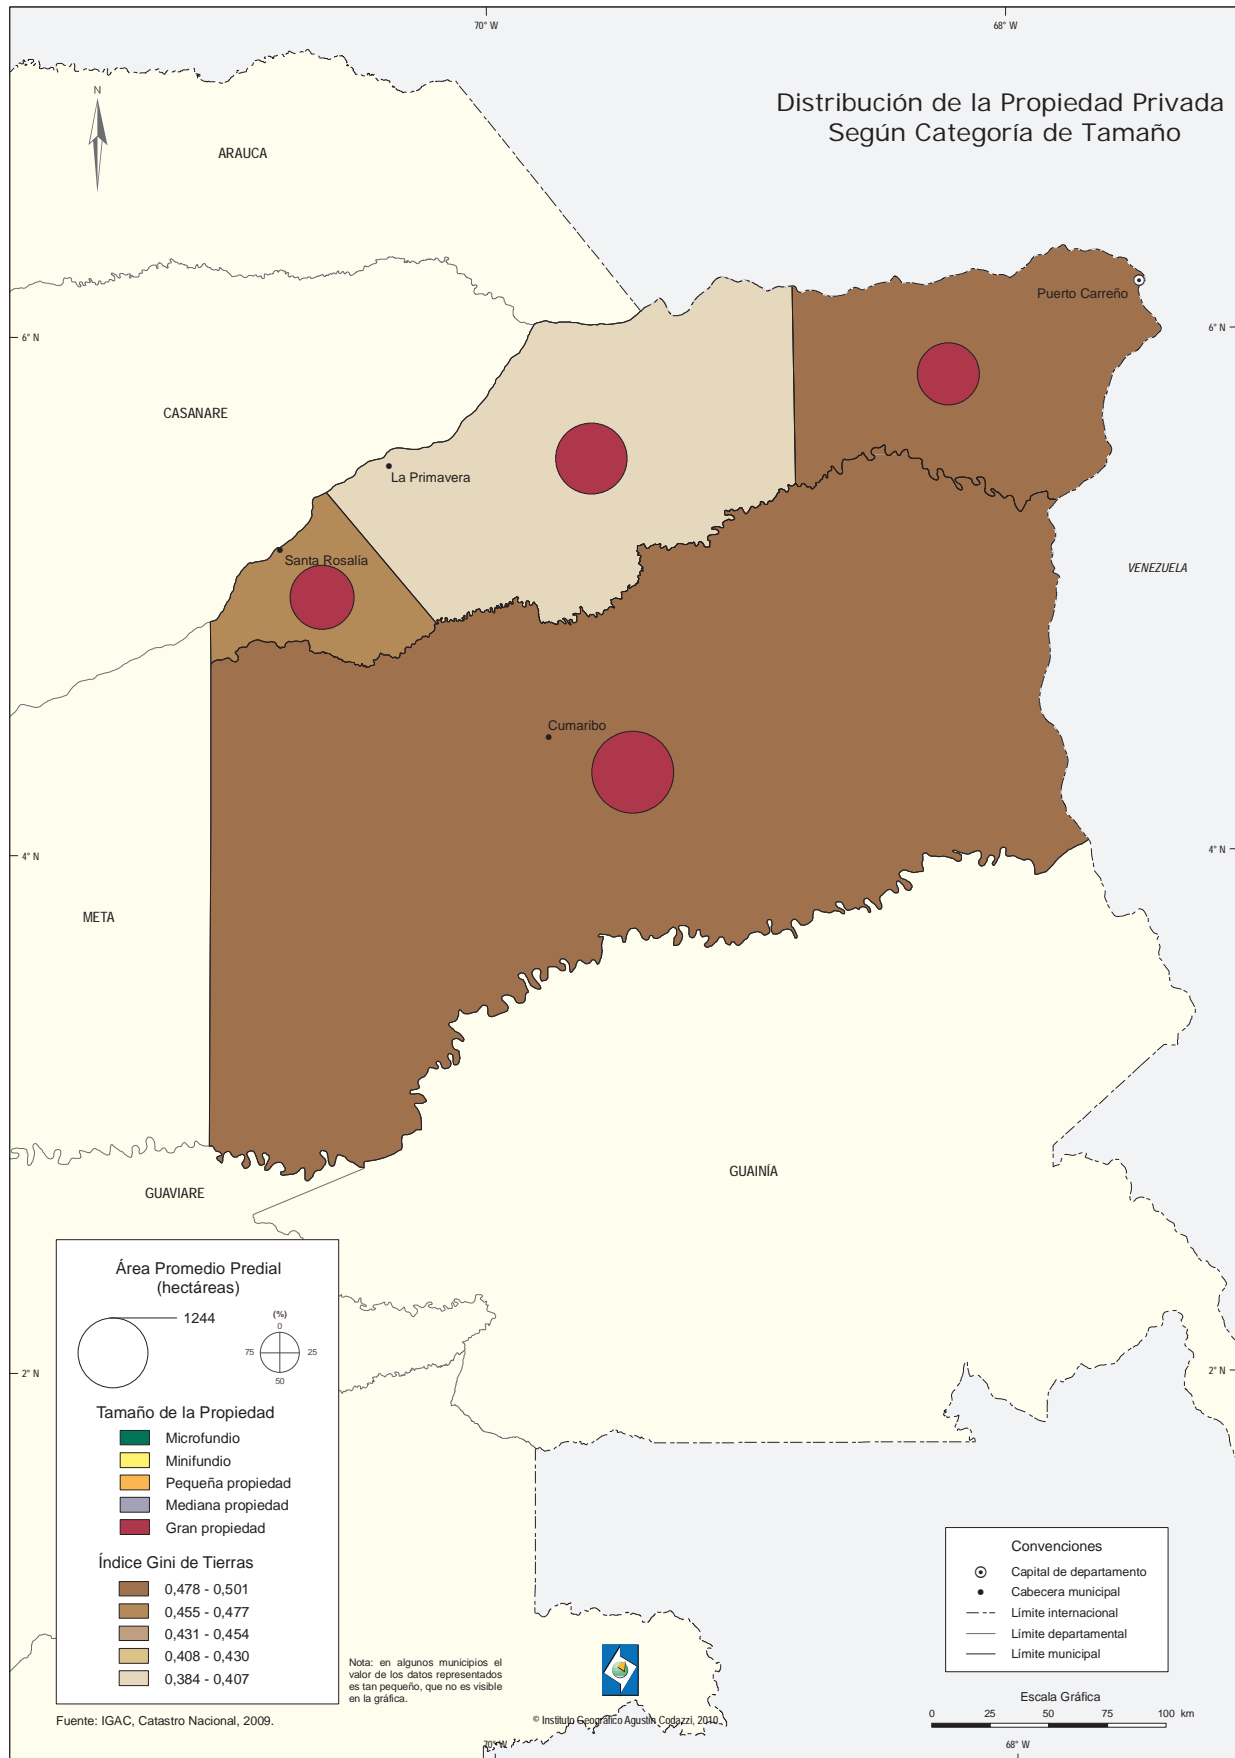 70° W
68° W
Distribución de la Propiedad Privada
Según Categoría de Tamaño
N
ARAUCA
Puerto Carreño
6° N
6° N
CASANARE
La Primavera
Santa Rosalía
VENEZUELA
Cumaribo
4° N
4° N
META
GUAINÍA
GUAVIARE
Área Promedio Predial
(hectáreas)
1244
(%)
0
75
25
50
2° N
2° N
Tamaño de la Propiedad
Microfundio
Minifundio
Pequeña propiedad
Mediana propiedad
Gran propiedad
Índice Gini de Tierras
0,478 - 0,501
0,455 - 0,477
0,431 - 0,454
0,408 - 0,430
0,384 - 0,407
Convenciones
Capital de departamento
Cabecera municipal
Límite internacional
Límite departamental
Límite municipal
Nota: en algunos municipios el
valor de los datos representados
es tan pequeño, que no es visible
en la gráfica.
Escala Gráfica
0 25 50 75 100 km
Fuente: IGAC, Catastro Nacional, 2009.
© Instituto Geográfico Agustín Codazzi, 2010
70° W
68° W